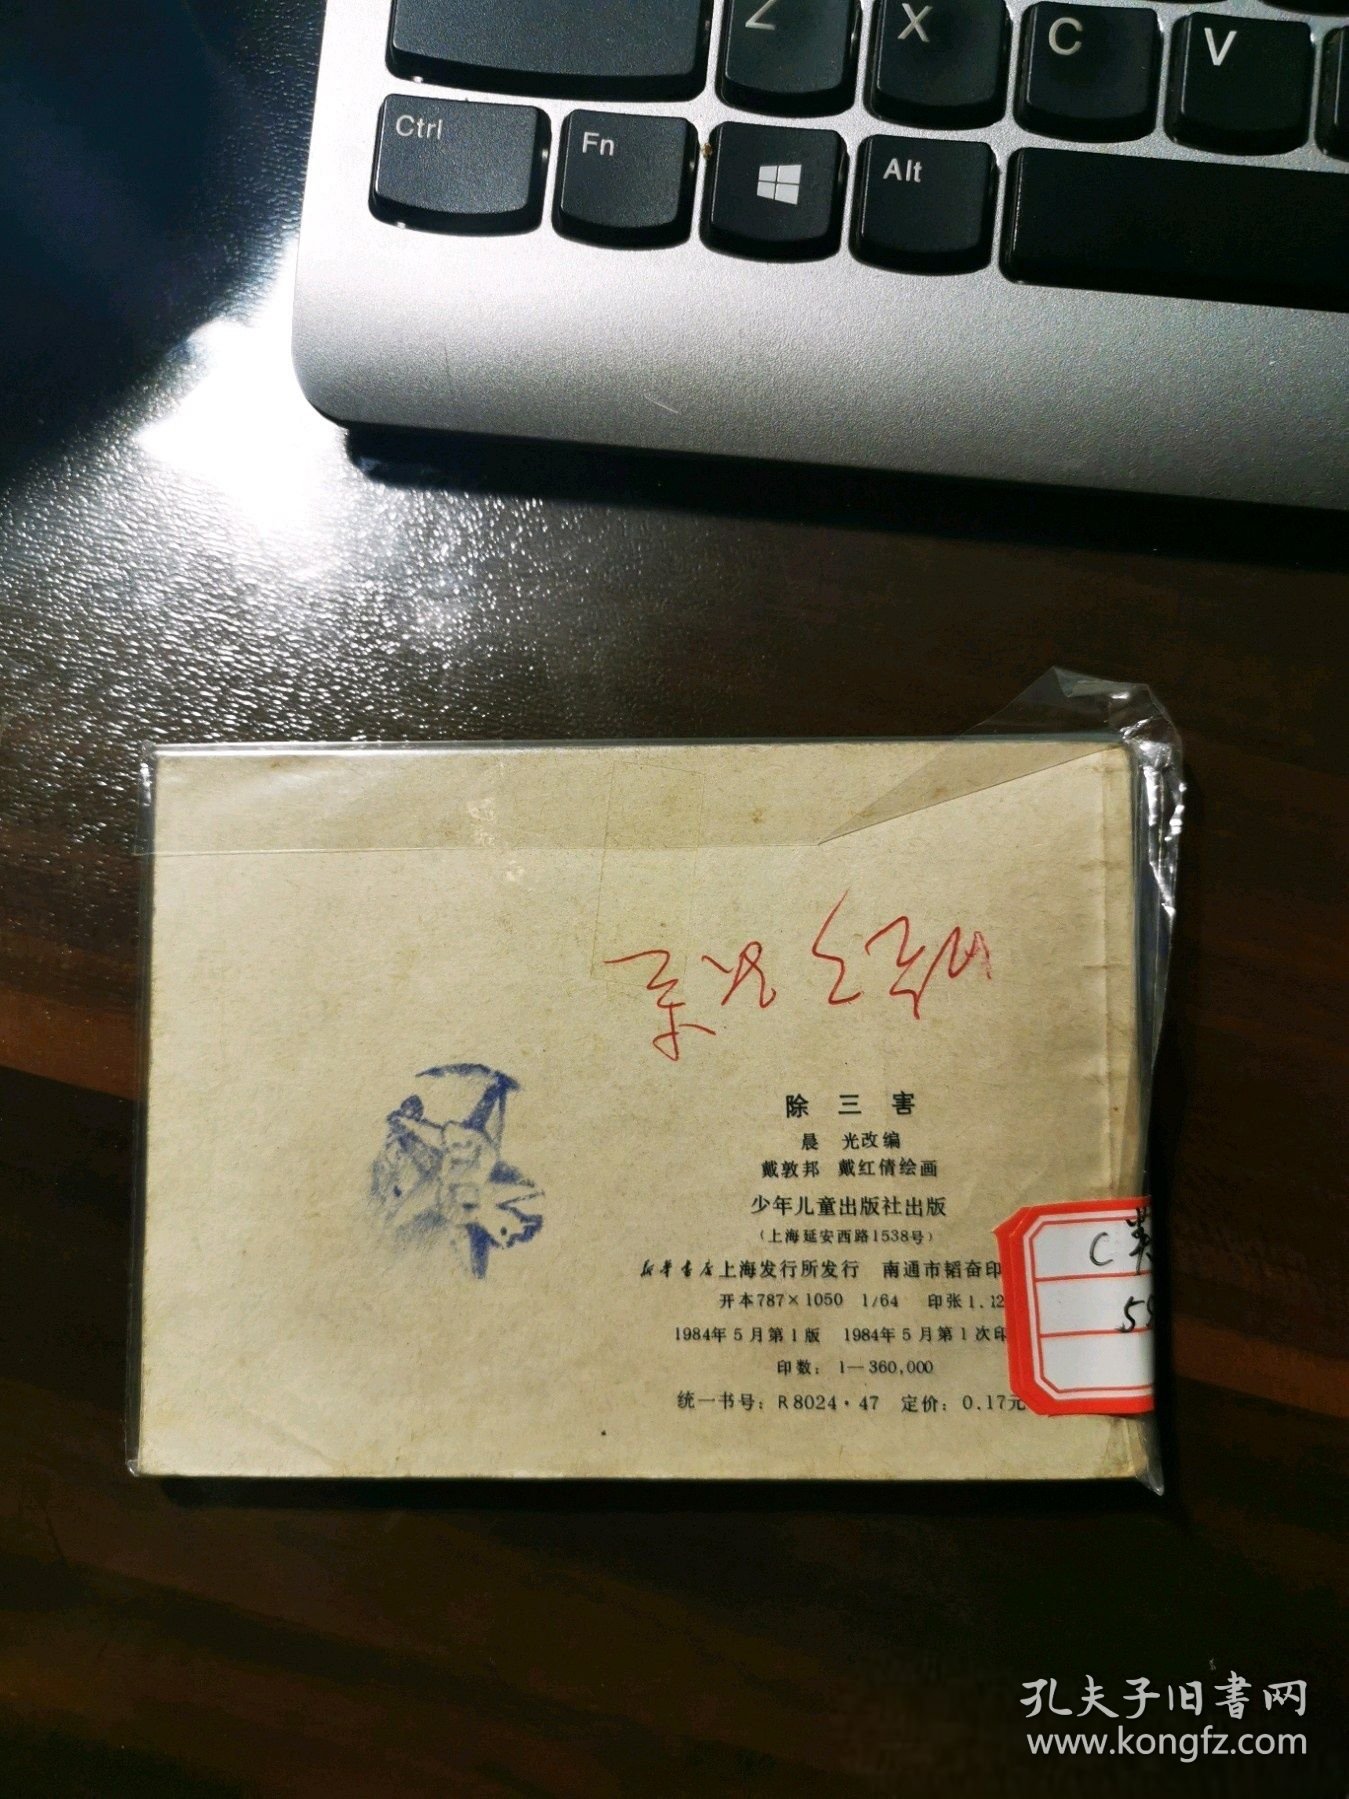 Z X C V
Ctrl Fn Alt
除三害
晨 光改编
戴敦邦 戴红倩绘画
少年儿童出版社出版
(上海延安西路1538号)
新华书店上海发行所发行 南通市韬奋印
开本787×1050 1/64 印张1.12
1984年5月第1版 1984年5月第1次印
印数: 1—360,000
统一书号: R8024·47 定价: 0.17元
C
孔夫子旧書网
www.kongfz.com